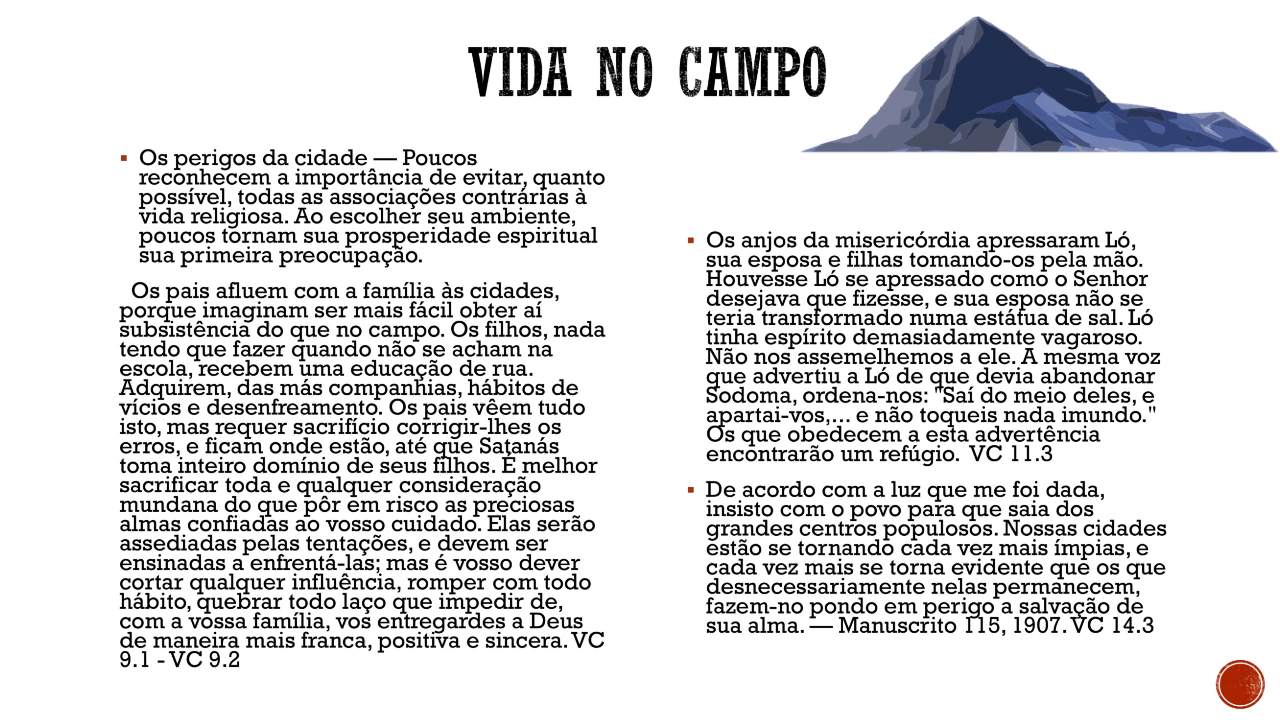 VIDA NO CAMPO
▪ Os perigos da cidade — Poucos
reconhecem a importância de evitar, quanto
possível, todas as associações contrárias à
vida religiosa. Ao escolher seu ambiente,
poucos tornam sua prosperidade espiritual
sua primeira preocupação.
Os pais afluem com a família às cidades,
porque imaginam ser mais fácil obter aí
subsistência do que no campo. Os filhos, nada
tendo que fazer quando não se acham na
escola, recebem uma educação de rua.
Adquirem, das más companhias, hábitos de
vícios e desenfreamento. Os pais vêem tudo
isto, mas requer sacrifício corrigir-lhes os
erros, e ficam onde estão, até que Satanás
toma inteiro domínio de seus filhos. É melhor
sacrificar toda e qualquer consideração
mundana do que pôr em risco as preciosas
almas confiadas ao vosso cuidado. Elas serão
assediadas pelas tentações, e devem ser
ensinadas a enfrentá-las; mas é vosso dever
cortar qualquer influência, romper com todo
hábito, quebrar todo laço que impedir de,
com a vossa família, vos entregardes a Deus
de maneira mais franca, positiva e sincera. VC
9.1 - VC 9.2
▪ Os anjos da misericórdia apressaram Ló,
sua esposa e filhas tomando-os pela mão.
Houvesse Ló se apressado como o Senhor
desejava que fizesse, e sua esposa não se
teria transformado numa estátua de sal. Ló
tinha espírito demasiadamente vagaroso.
Não nos assemelhemos a ele. A mesma voz
que advertiu a Ló de que devia abandonar
Sodoma, ordena-nos: "Saí do meio deles, e
apartai-vos,... e não toqueis nada imundo."
Os que obedecem a esta advertência
encontrarão um refúgio. VC 11.3
▪ De acordo com a luz que me foi dada,
insisto com o povo para que saia dos
grandes centros populosos. Nossas cidades
estão se tornando cada vez mais ímpias, e
cada vez mais se torna evidente que os que
desnecessariamente nelas permanecem,
fazem-no pondo em perigo a salvação de
sua alma. — Manuscrito 115, 1907. VC 14.3